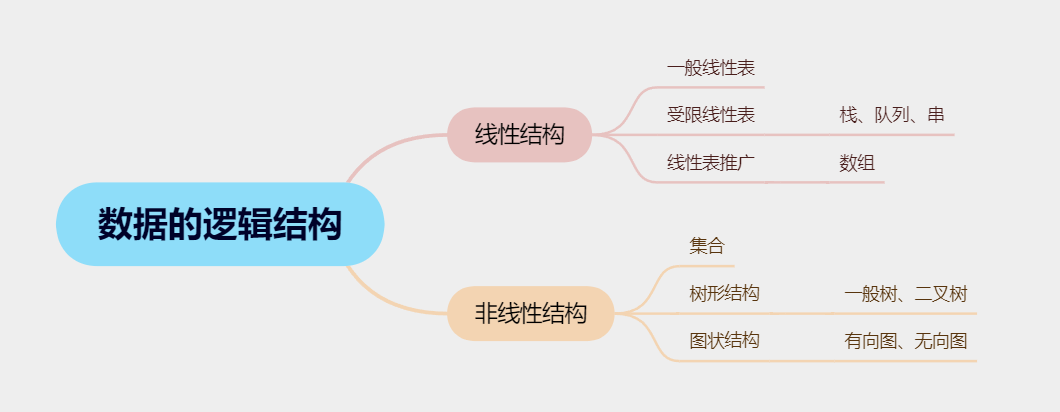 数据的逻辑结构
线性结构
一般线性表
受限线性表 栈、队列、串
线性表推广 数组
非线性结构
集合
树形结构 一般树、二叉树
图状结构 有向图、无向图